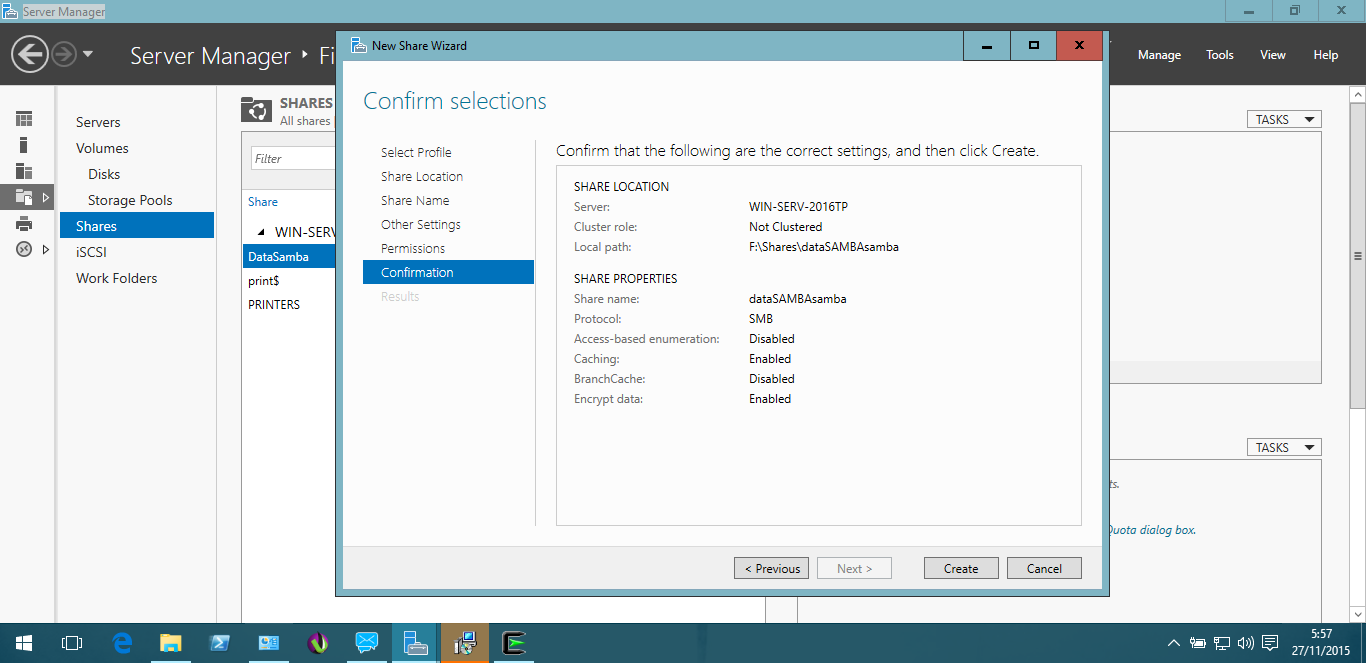 Server Manager
Server Manager ‣ Fi
Manage Tools View Help
Servers
Volumes
Disks
Storage Pools
Shares
iSCSI
Work Folders
SHARES
All shares
Filter
Share
WIN-SERV
DataSamba
print$
PRINTERS
New Share Wizard
Confirm selections
Select Profile
Share Location
Share Name
Other Settings
Permissions
Confirmation
Results
Confirm that the following are the correct settings, and then click Create.
SHARE LOCATION
Server: WIN-SERV-2016TP
Cluster role: Not Clustered
Local path: F:\Shares\dataSAMBAsamba
SHARE PROPERTIES
Share name: dataSAMBAsamba
Protocol: SMB
Access-based enumeration: Disabled
Caching: Enabled
BranchCache: Disabled
Encrypt data: Enabled
< Previous Next > Create Cancel
TASKS
TASKS
ts.
Quota dialog box.
5:57
27/11/2015